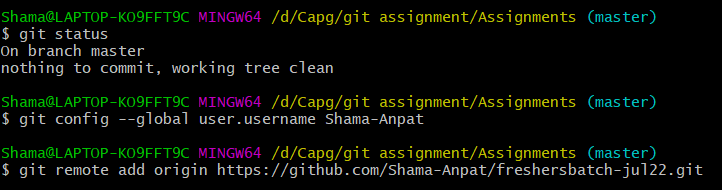 Shama@LAPTOP-KO9FFT9C MINGW64 /d/Capg/git assignment/Assignments (master)
$ git status
On branch master
nothing to commit, working tree clean
Shama@LAPTOP-KO9FFT9C MINGW64 /d/Capg/git assignment/Assignments (master)
$ git config --global user.username Shama-Anpat
Shama@LAPTOP-KO9FFT9C MINGW64 /d/Capg/git assignment/Assignments (master)
$ git remote add origin https://github.com/Shama-Anpat/freshersbatch-jul22.git